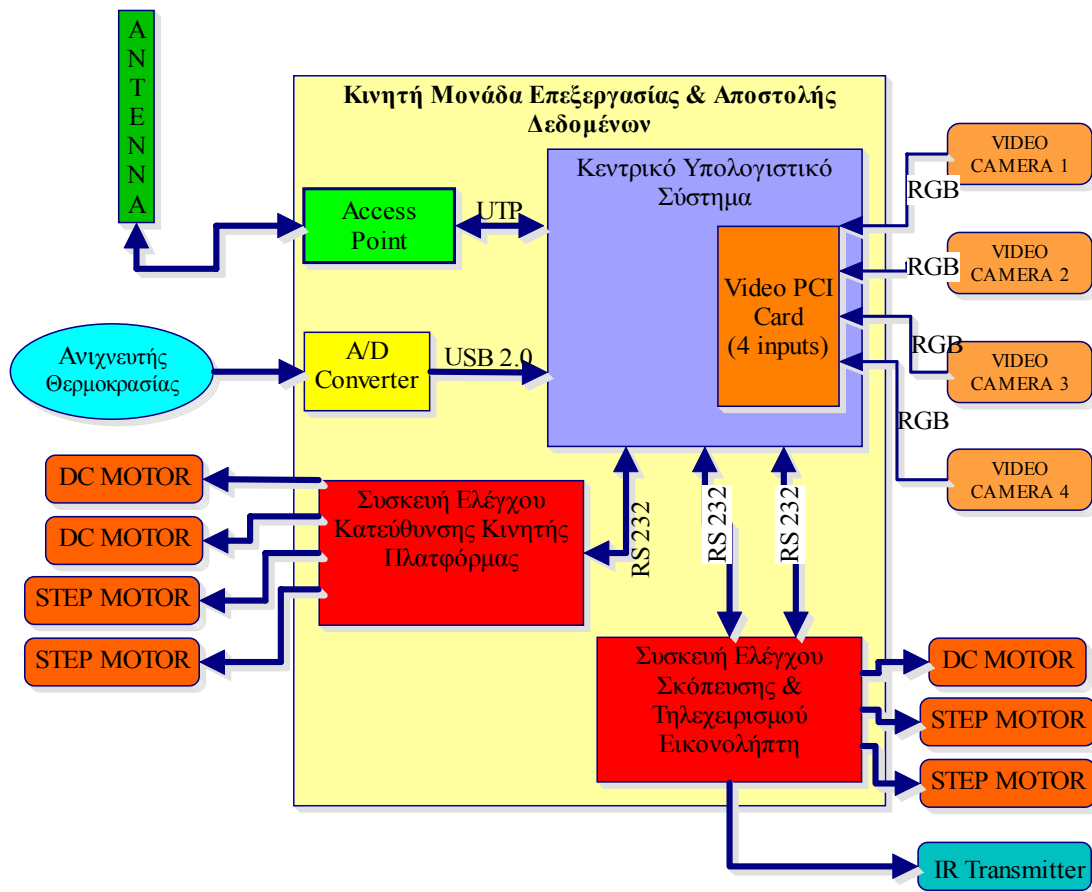 A
N
T
E
N
N
A
Κινητή Μονάδα Επεξεργασίας & Αποστολής
Δεδομένων
Access
Point
UTP
Κεντρικό Υπολογιστικό
Σύστημα
Video PCI
Card
(4 inputs)
RGB
VIDEO
CAMERA 1
RGB
VIDEO
CAMERA 2
RGB
VIDEO
CAMERA 3
RGB
VIDEO
CAMERA 4
Ανιχνευτής
Θερμοκρασίας
A/D
Converter
USB 2.0
DC MOTOR
DC MOTOR
STEP MOTOR
STEP MOTOR
Συσκευή Ελέγχου
Κατεύθυνσης Κινητής
Πλατφόρμας
RS 232
RS 232
RS 232
Συσκευή Ελέγχου
Σκόπευσης &
Τηλεχειρισμού
Εικονολήπτη
DC MOTOR
STEP MOTOR
STEP MOTOR
IR Transmitter